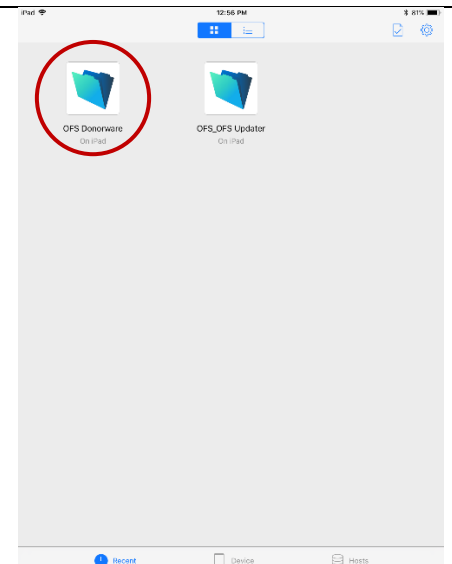 iPad 12:56 PM 81%
OFS Donorware OFS_OFS Updater
On iPad On iPad
Recent Device Hosts